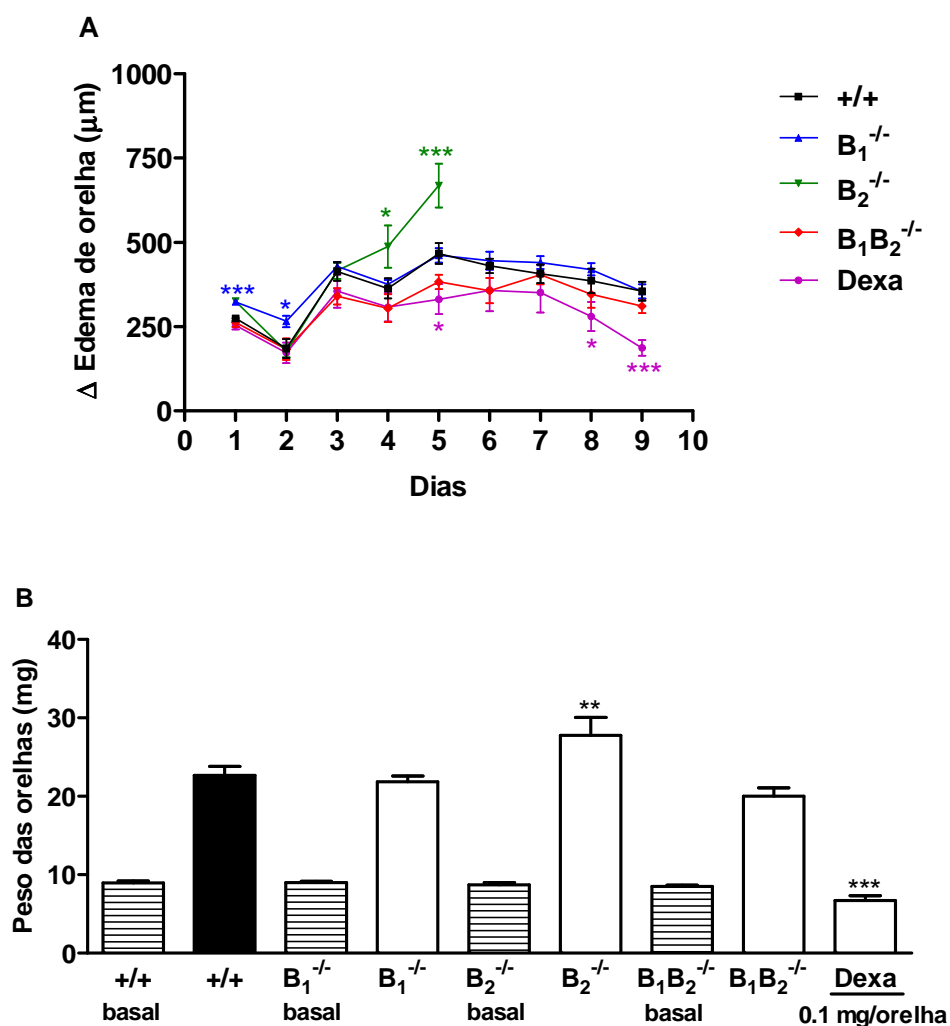 A
1000
750
500
250
0
Δ Edema de orelha (μm)
***
*
*
***
*
*
***
0 1 2 3 4 5 6 7 8 9 10
Dias
+/+
B₁⁻/⁻
B₂⁻/⁻
B₁B₂⁻/⁻
Dexa
B
40
30
20
10
0
Peso das orelhas (mg)
**
***
+/+ basal
+/+
B₁⁻/⁻ basal
B₁⁻/⁻
B₂⁻/⁻ basal
B₂⁻/⁻
B₁B₂⁻/⁻ basal
B₁B₂⁻/⁻
Dexa
0.1 mg/orelha